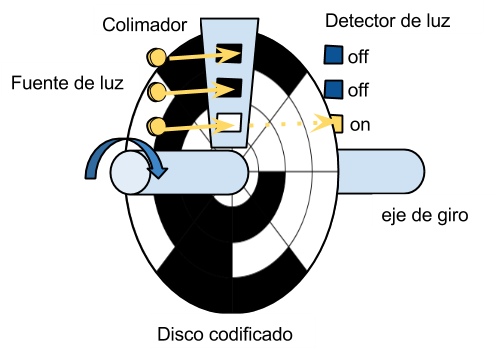 Colimador
Detector de luz
off
Fuente de luz
off
on
eje de giro
Disco codificado